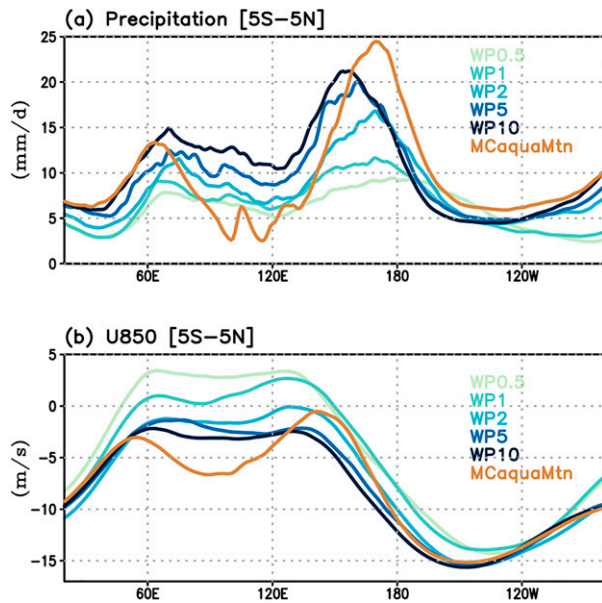 (a) Precipitation [5S-5N]
(mm/d)
25
20
15
10
5
0
WP0.5
WP1
WP2
WP5
WP10
MCaquaMtn
60E 120E 180 120W
(b) U850 [5S-5N]
(m/s)
5
0
-5
-10
-15
WP0.5
WP1
WP2
WP5
WP10
MCaquaMtn
60E 120E 180 120W